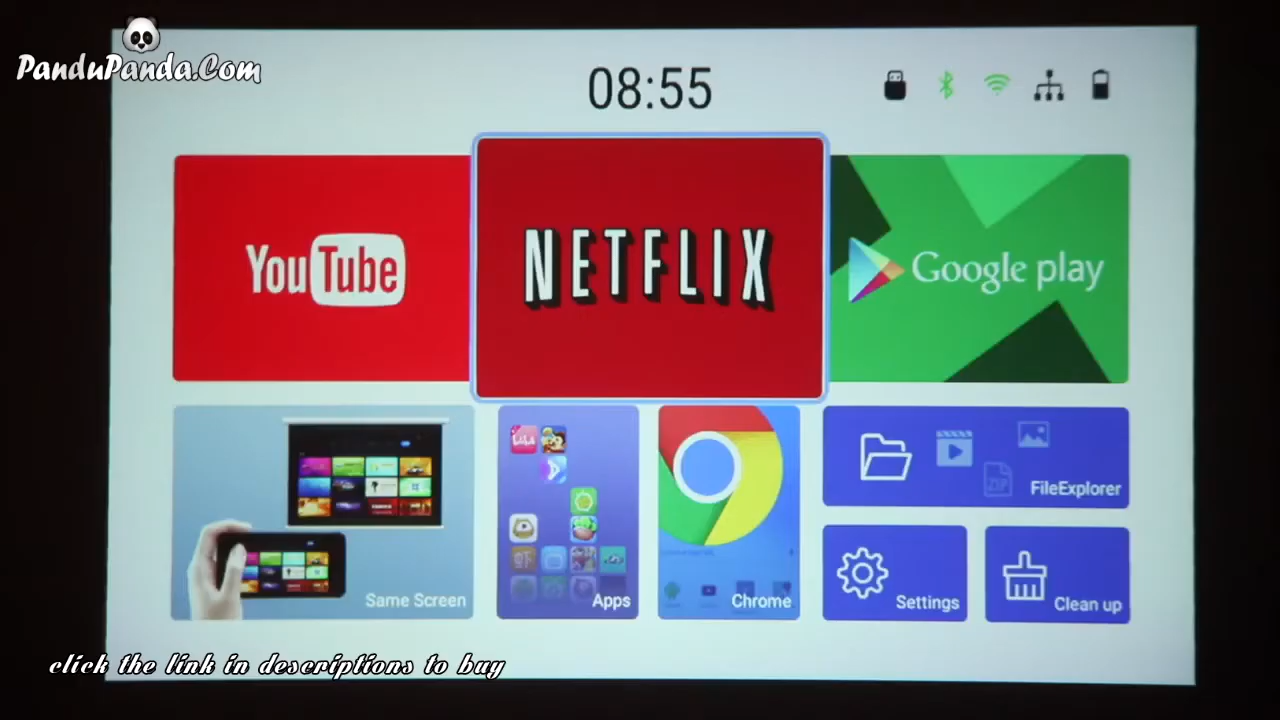 PanduPanda.Com
08:55
YouTube
NETFLIX
Google play
Same Screen
Apps
Chrome
ZIP
FileExplorer
Settings
Clean up
click the link in descriptions to buy